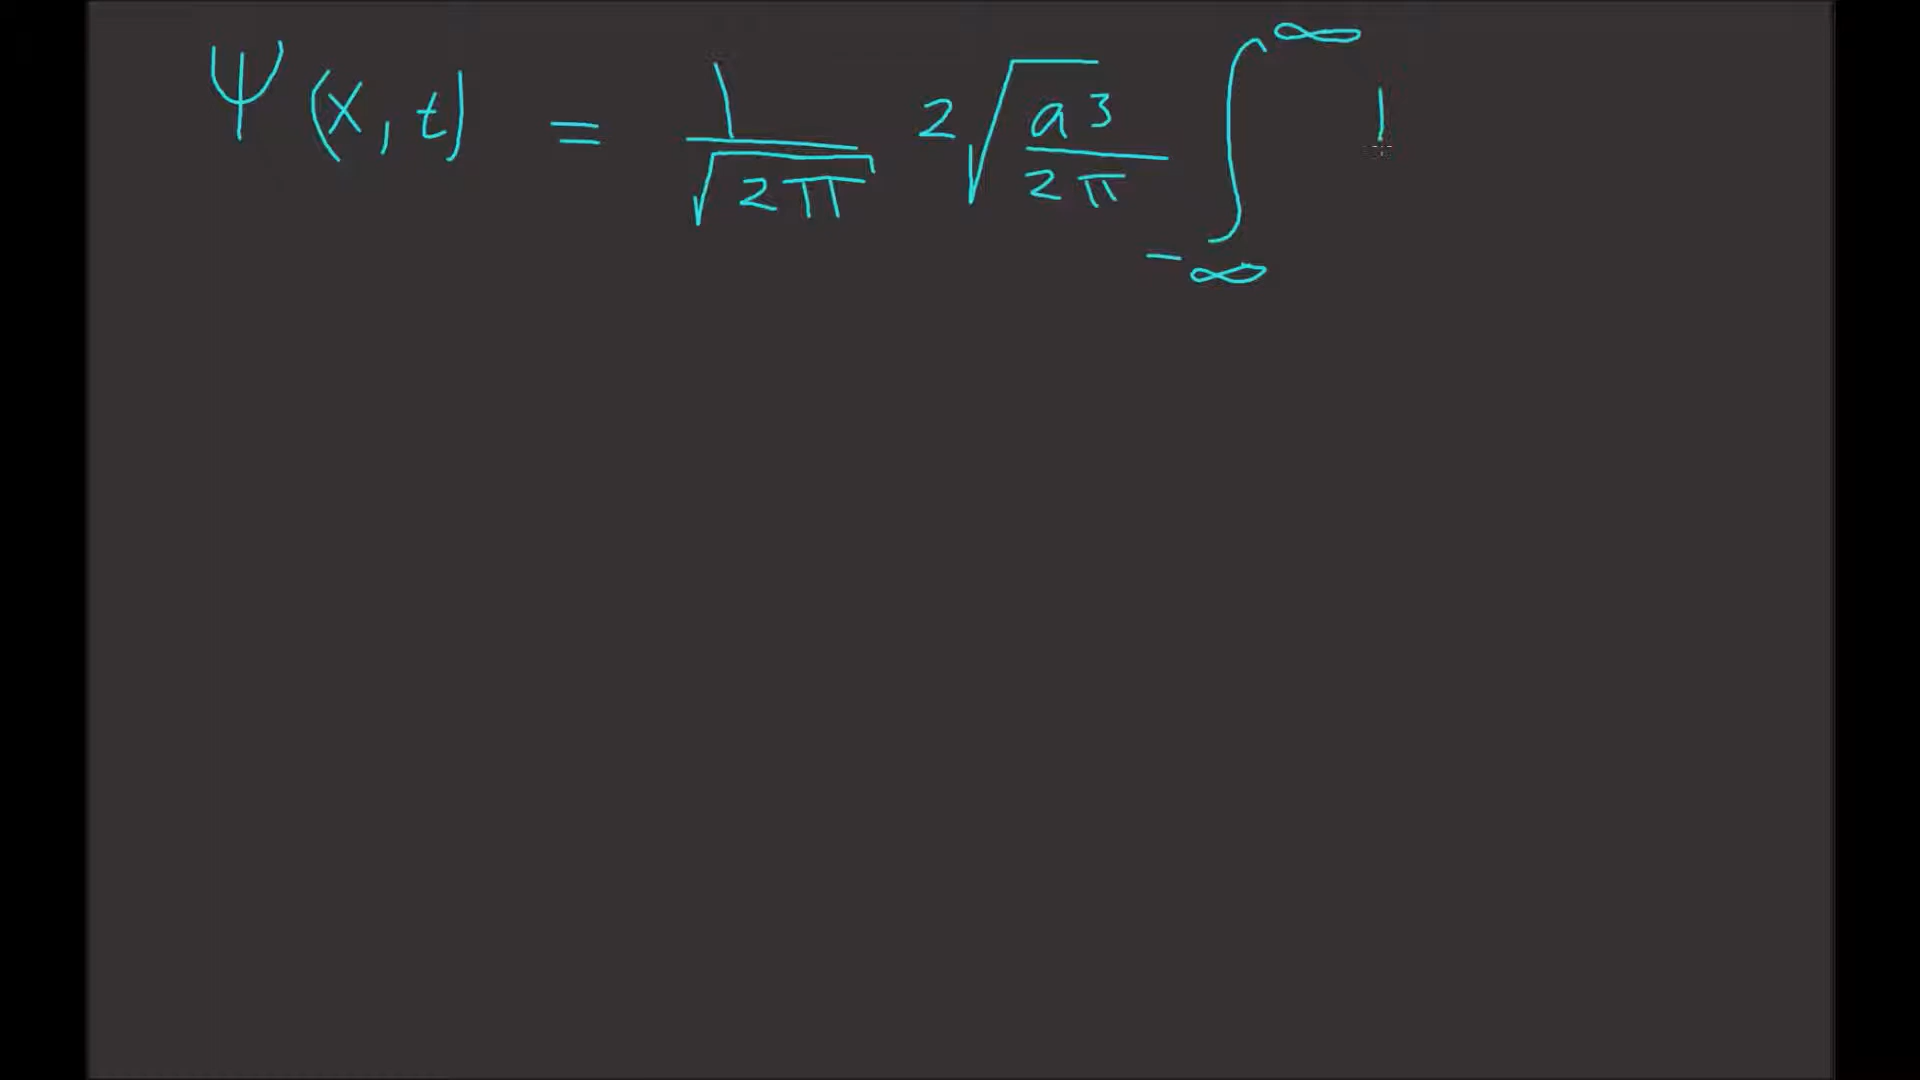 Ψ(x,t) = 1/√(2π) 2√(a3/2π) ∫_{-∞}^{∞} 1